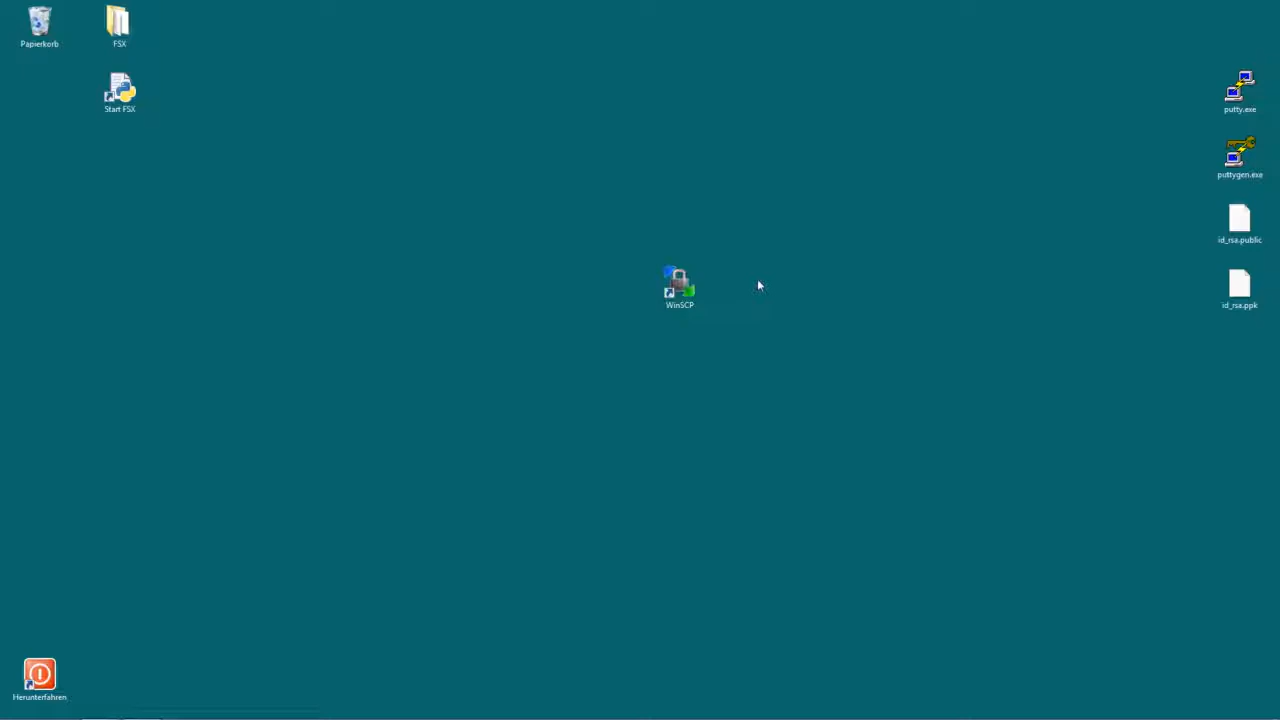 Papierkorb
FSX
Start FSX
putty.exe
puttygen.exe
id_rsa.public
id_rsa.ppk
WinSCP
Herunterfahren